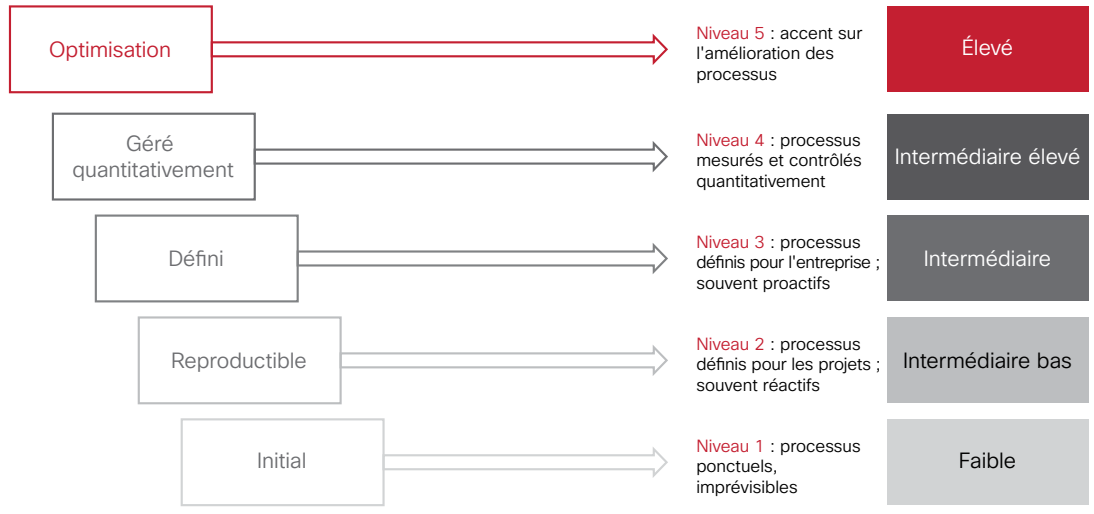 Optimisation
Niveau 5 : accent sur
l'amélioration des
processus
Élevé
Géré
quantitativement
Niveau 4 : processus
mesurés et contrôlés
quantitativement
Intermédiaire élevé
Défini
Niveau 3 : processus
définis pour l'entreprise ;
souvent proactifs
Intermédiaire
Reproductible
Niveau 2 : processus
définis pour les projets ;
souvent réactifs
Intermédiaire bas
Initial
Niveau 1 : processus
ponctuels,
imprévisibles
Faible